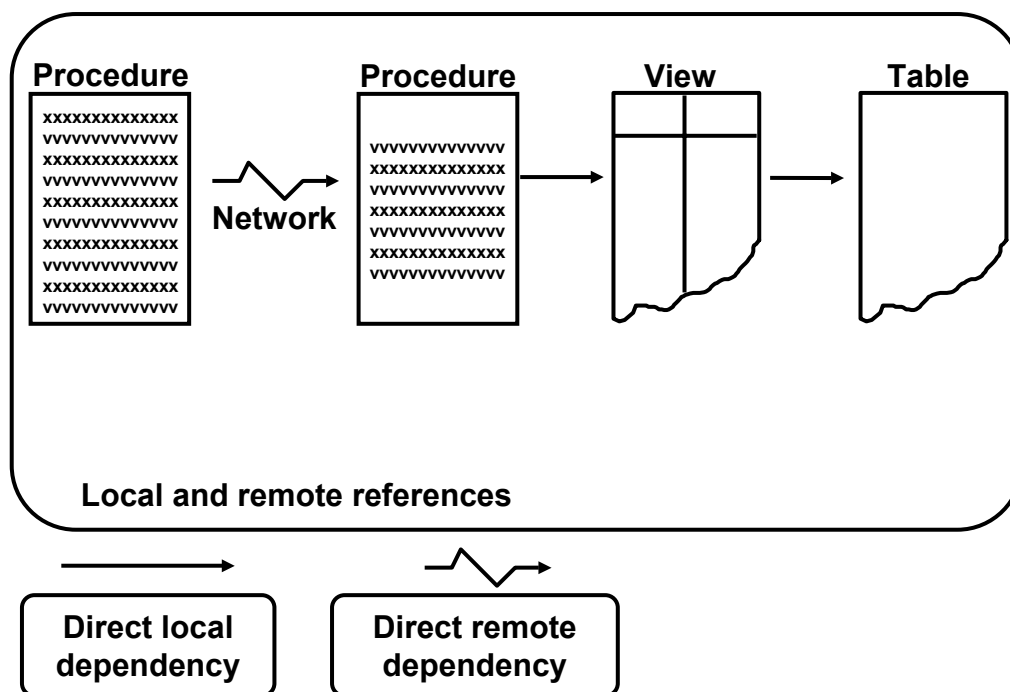 Procedure
Procedure
View
Table
xxxxxxxxxxxxxx
vvvvvvvvvvvvvv
xxxxxxxxxxxxxx
vvvvvvvvvvvvvv
xxxxxxxxxxxxxx
vvvvvvvvvvvvvv
xxxxxxxxxxxxxx
vvvvvvvvvvvvvv
xxxxxxxxxxxxxx
vvvvvvvvvvvvvv
Network
vvvvvvvvvvvvvv
xxxxxxxxxxxxxx
vvvvvvvvvvvvvv
xxxxxxxxxxxxxx
vvvvvvvvvvvvvv
xxxxxxxxxxxxxx
vvvvvvvvvvvvvv
Local and remote references
Direct local
dependency
Direct remote
dependency